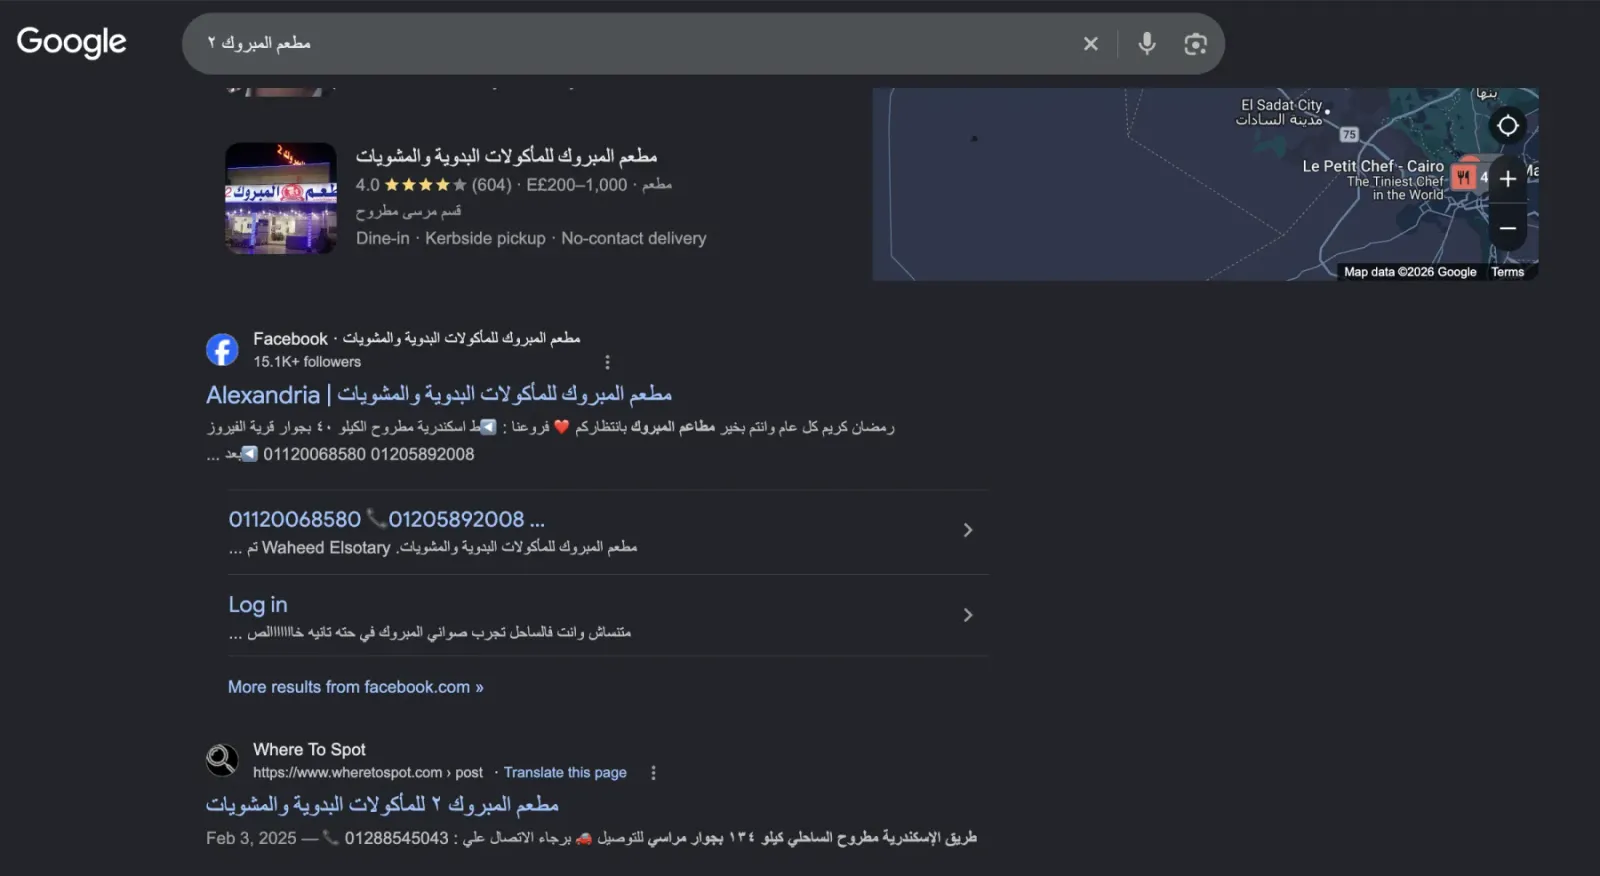 Google
مطعم المبروك ٢
مطعم المبروك للمأكولات البدوية والمشويات
4.0 (604) · E£200–1,000 · مطعم
قسم مرسى مطروح
Dine-in · Kerbside pickup · No-contact delivery
مطعم المبروك
2
بنها
El Sadat City
مدينة السادات
75
Le Petit Chef - Cairo
The Tiniest Chef
in the World
4
Map data ©2026 Google Terms
Facebook · مطعم المبروك للمأكولات البدوية والمشويات
15.1K+ followers
Alexandria | مطعم المبروك للمأكولات البدوية والمشويات
رمضان كريم كل عام وانتم بخير مطاعم المبروك بانتظاركم ❤️ فروعنا : ◀️ط اسكندرية مطروح الكيلو ٤٠ بجوار قرية الفيروز
01120068580 01205892008 ◀️بعد ...
01120068580 📞01205892008 ...
مطعم المبروك للمأكولات البدوية والمشويات. Waheed Elsotary تم ...
Log in
متنساش وانت فالساحل تجرب صواني المبروك في حته تانيه خااااااالص ...
More results from facebook.com »
Where To Spot
https://www.wheretospot.com › post · Translate this page
مطعم المبروك ٢ للمأكولات البدوية والمشويات
Feb 3, 2025 — طريق الإسكندرية مطروح الساحلي كيلو ١٣٤ بجوار مراسي للتوصيل 🚗 برجاء الاتصال علي : 01288545043 📞